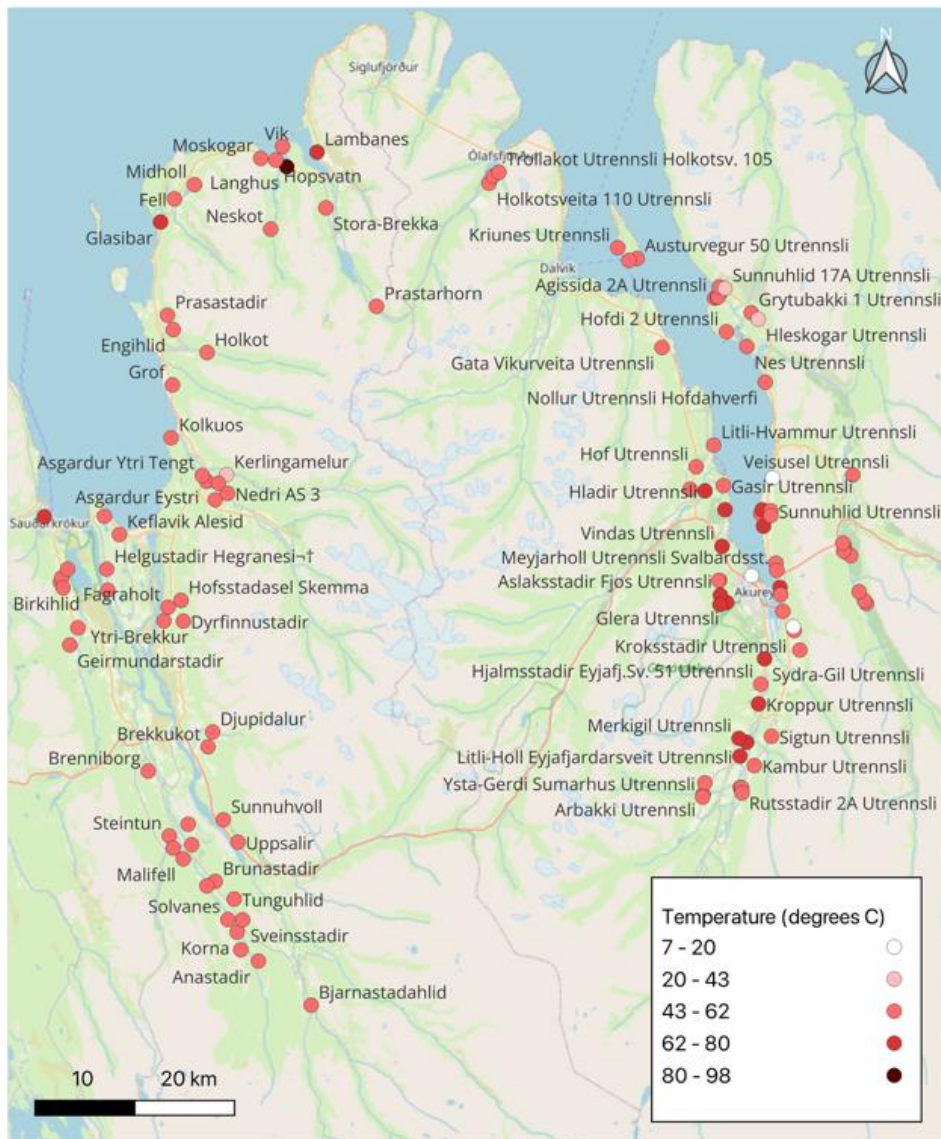 N
Siglufjörður
Vik
Lambanes
Moskogar
Ólafsfjörður
Trollakot Utrennsli Holkotsv. 105
Midholl
Langhus
Hopsvatn
Fell
Holkotsveita 110 Utrennsli
Neskot
Stora-Brekka
Glasibar
Kriunes Utrennsli
Austurvegur 50 Utrennsli
Dalvík
Sunnuhlid 17A Utrennsli
Agissida 2A Utrennsli
Prastarhorn
Grytubakki 1 Utrennsli
Prasastadir
Hofdi 2 Utrennsli
Hleskogar Utrennsli
Engihlid
Holkot
Gata Vikurveita Utrennsli
Nes Utrennsli
Grof
Nollur Utrennsli Hofdahverfi
Kolkuos
Litli-Hvammur Utrennsli
Hof Utrennsli
Veisusel Utrennsli
Asgardur Ytri Tengt
Kerlingamelur
Hladir Utrennsli
Gasir Utrennsli
Asgardur Eystri
Nedri AS 3
Sunnuhlid Utrennsli
Sauðárkrókur
Keflavik Alesid
Vindas Utrennsli
Helgustadir Hegranesi¬†
Meyjarholl Utrennsli Svalbardsst.
Aslaksstadir Fjos Utrennsli
Akurey
Birkihlid
Fagraholt
Hofsstadasel Skemma
Glera Utrennsli
Ytri-Brekkur
Dyrfinnustadir
Kroksstadir Utrennsli
Geirmundarstadir
Hjalmsstadir Eyjafj.Sv. 51 Utrennsli
Sydra-Gil Utrennsli
Kroppur Utrennsli
Djupidalur
Merkigil Utrennsli
Brekkukot
Sigtun Utrennsli
Brenniborg
Litli-Holl Eyjafjardarsveit Utrennsli
Kambur Utrennsli
Ysta-Gerdi Sumarhus Utrennsli
Rutsstadir 2A Utrennsli
Arbakki Utrennsli
Sunnuhvoll
Steintun
Uppsalir
Malifell
Brunastadir
Solvanes
Tunguhlid
Sveinsstadir
Korna
Anastadir
Bjarnastadahlid
Temperature (degrees C)
7 - 20
20 - 43
43 - 62
62 - 80
80 - 98
10 20 km